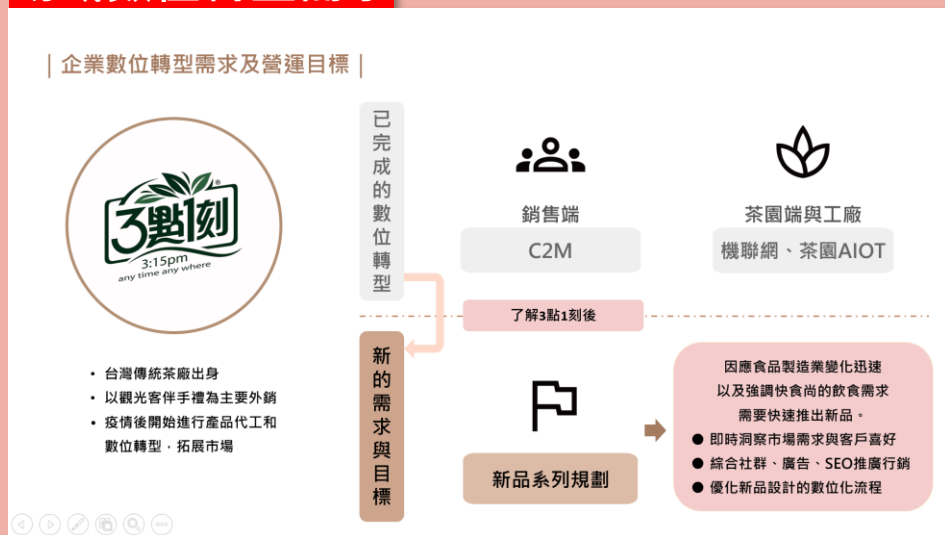 ｜企業數位轉型需求及營運目標｜
3點1刻
3:15pm
any time any where
• 台灣傳統茶廠出身
• 以觀光客伴手禮為主要外銷
• 疫情後開始進行產品代工和
數位轉型，拓展市場
已完成的數位轉型
銷售端
C2M
茶園端與工廠
機聯網、茶園AIOT
了解3點1刻後
新的需求與目標
新品系列規劃
因應食品製造業變化迅速
以及強調快食尚的飲食需求
需要快速推出新品。
● 即時洞察市場需求與客戶喜好
● 綜合社群、廣告、SEO推廣行銷
● 優化新品設計的數位化流程